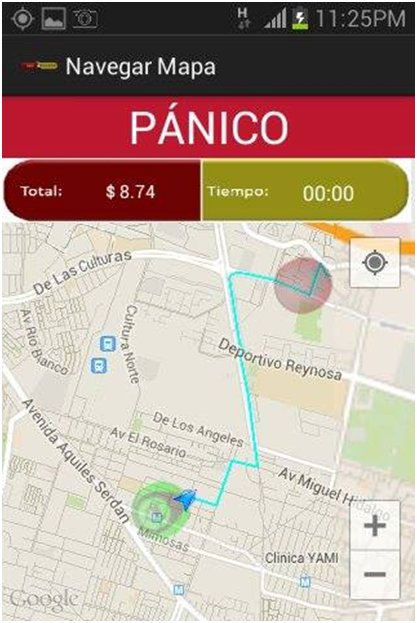 H 11:25PM
Navegar Mapa
PÁNICO
Total: $ 8.74 Tiempo: 00:00
De Las Culturas
Av Rio Blanco
Cultura Norte
Deportivo Reynosa
Avenida Aquiles Serdan
De Los Angeles
Av El Rosario
Av Miguel Hidalgo
M
Mimosas
Clinica YAMI
M
M
Google
+
−